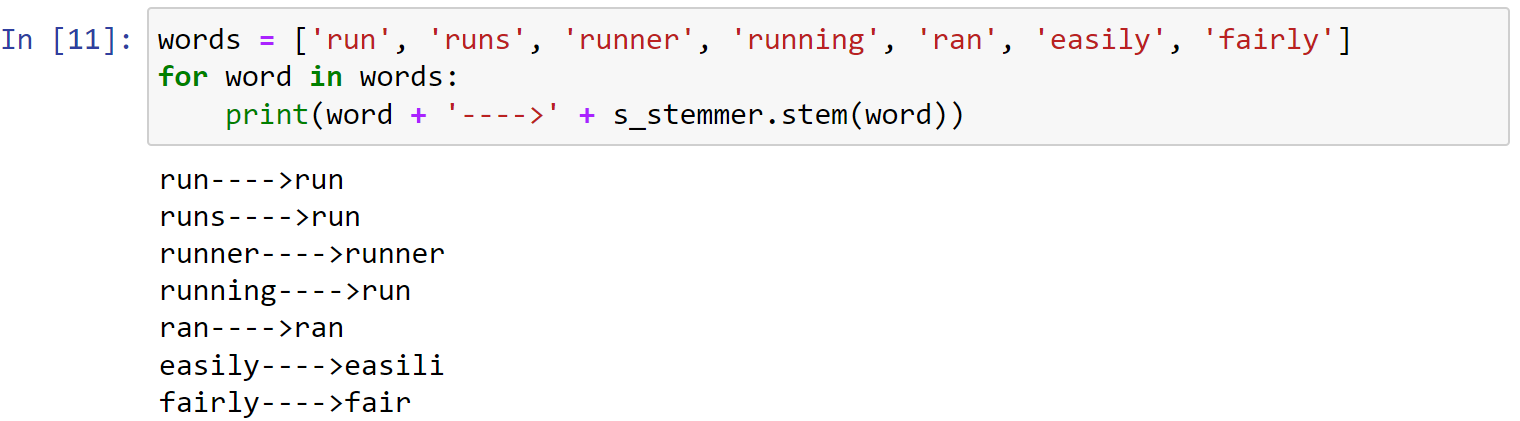 In [11]: words = ['run', 'runs', 'runner', 'running', 'ran', 'easily', 'fairly']
for word in words:
    print(word + '---->' + s_stemmer.stem(word))
run---->run
runs---->run
runner---->runner
running---->run
ran---->ran
easily---->easili
fairly---->fair